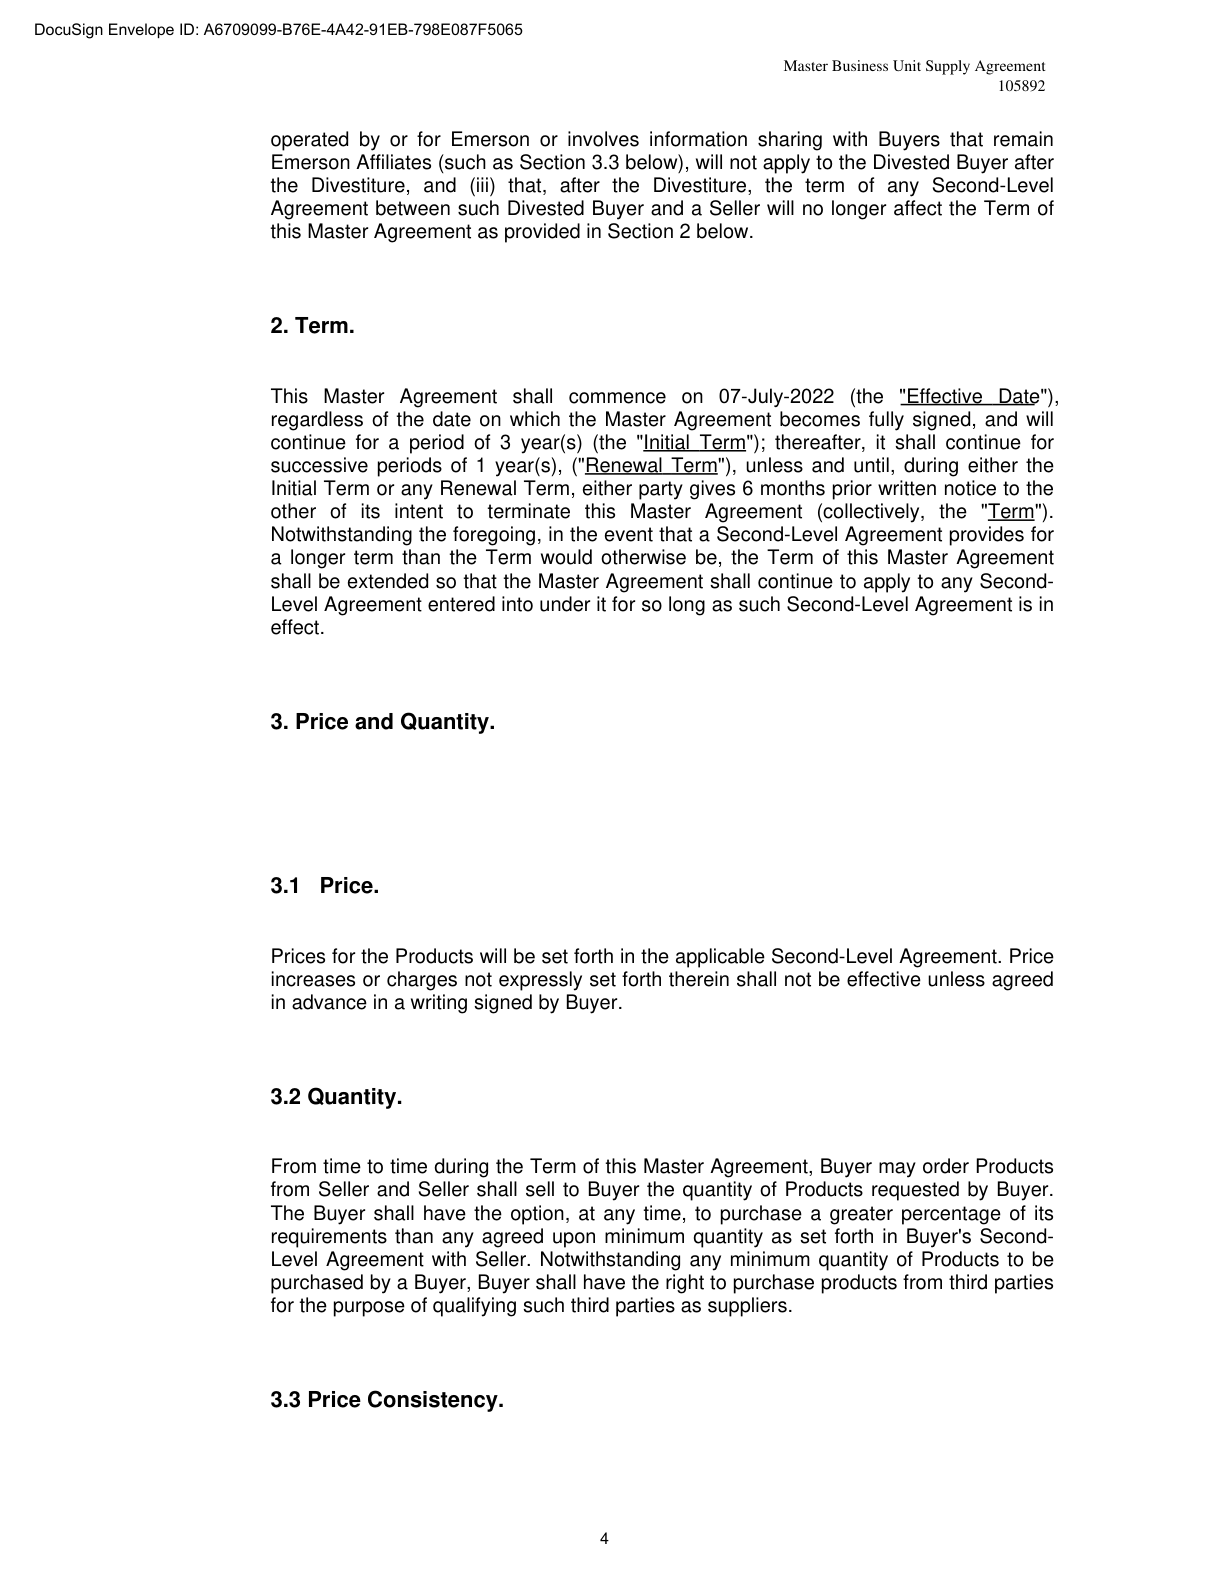 DocuSign Envelope ID: A6709099-B76E-4A42-91EB-798E087F5065
Master Business Unit Supply Agreement
105892
operated by or for Emerson or involves information sharing with Buyers that remain
Emerson Affiliates (such as Section 3.3 below), will not apply to the Divested Buyer after
the Divestiture, and (iii) that, after the Divestiture, the term of any Second-Level
Agreement between such Divested Buyer and a Seller will no longer affect the Term of
this Master Agreement as provided in Section 2 below.
2. Term.
This Master Agreement shall commence on 07-July-2022 (the "Effective Date"),
regardless of the date on which the Master Agreement becomes fully signed, and will
continue for a period of 3 year(s) (the "Initial Term"); thereafter, it shall continue for
successive periods of 1 year(s), ("Renewal Term"), unless and until, during either the
Initial Term or any Renewal Term, either party gives 6 months prior written notice to the
other of its intent to terminate this Master Agreement (collectively, the "Term").
Notwithstanding the foregoing, in the event that a Second-Level Agreement provides for
a longer term than the Term would otherwise be, the Term of this Master Agreement
shall be extended so that the Master Agreement shall continue to apply to any Second-
Level Agreement entered into under it for so long as such Second-Level Agreement is in
effect.
3. Price and Quantity.
3.1 Price.
Prices for the Products will be set forth in the applicable Second-Level Agreement. Price
increases or charges not expressly set forth therein shall not be effective unless agreed
in advance in a writing signed by Buyer.
3.2 Quantity.
From time to time during the Term of this Master Agreement, Buyer may order Products
from Seller and Seller shall sell to Buyer the quantity of Products requested by Buyer.
The Buyer shall have the option, at any time, to purchase a greater percentage of its
requirements than any agreed upon minimum quantity as set forth in Buyer's Second-
Level Agreement with Seller. Notwithstanding any minimum quantity of Products to be
purchased by a Buyer, Buyer shall have the right to purchase products from third parties
for the purpose of qualifying such third parties as suppliers.
3.3 Price Consistency.
4